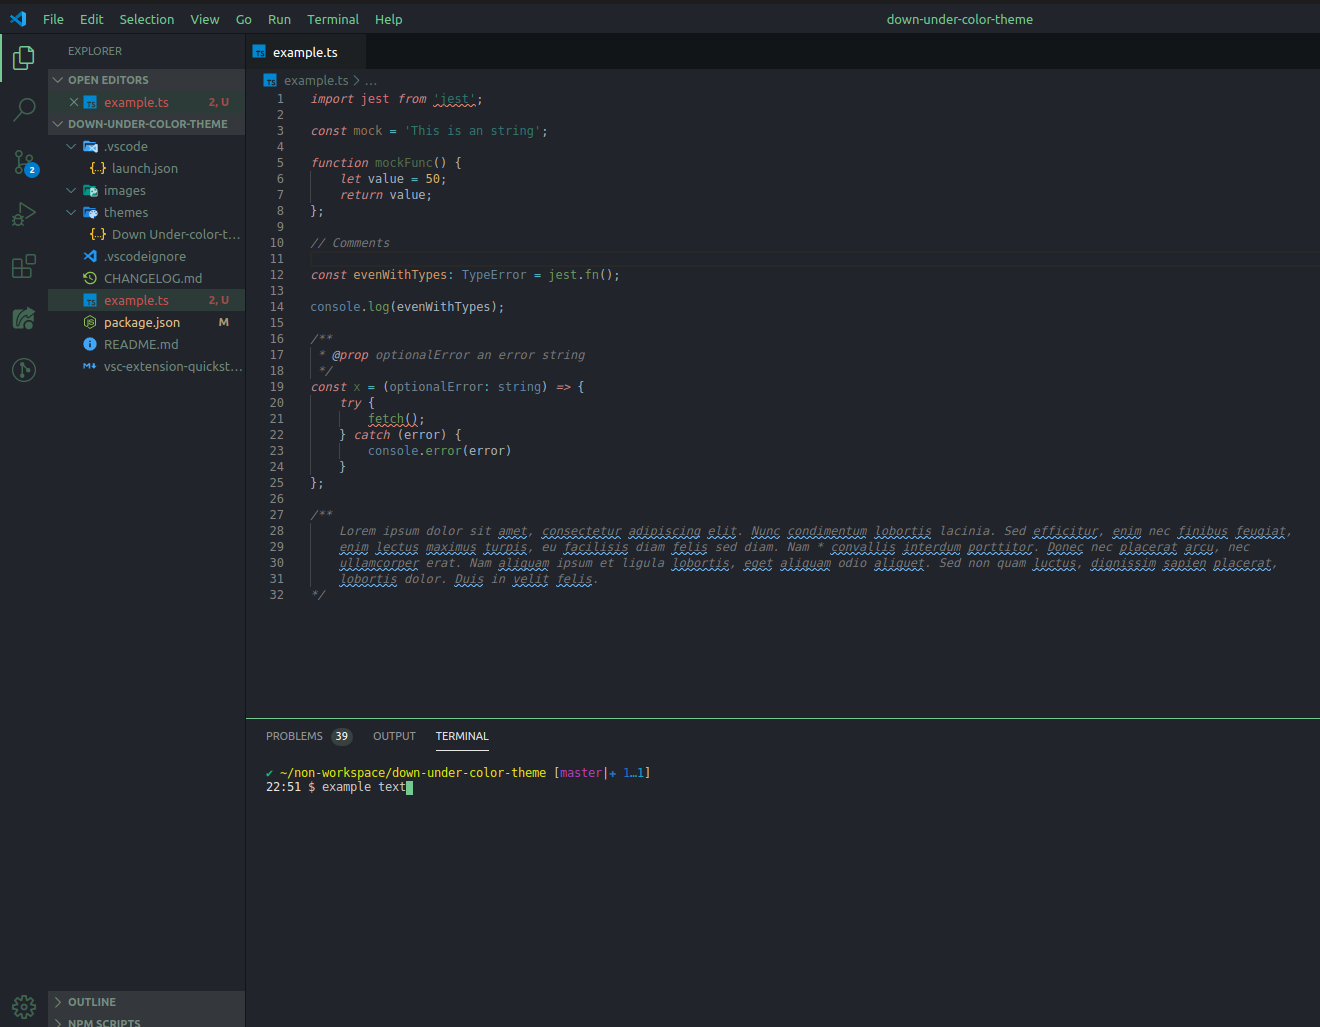 File Edit Selection View Go Run Terminal Help down-under-color-theme
EXPLORER
OPEN EDITORS
example.ts 2, U
DOWN-UNDER-COLOR-THEME
.vscode
{..} launch.json
images
themes
{..} Down Under-color-t...
.vscodeignore
CHANGELOG.md
TS example.ts 2, U
package.json M
README.md
vsc-extension-quickst...
OUTLINE
NPM SCRIPTS
2
TS example.ts
TS example.ts > ...
1 import jest from 'jest';
2
3 const mock = 'This is an string';
4
5 function mockFunc() {
6 let value = 50;
7 return value;
8 };
9
10 // Comments
11
12 const evenWithTypes: TypeError = jest.fn();
13
14 console.log(evenWithTypes);
15
16 /**
17 * @prop optionalError an error string
18 */
19 const x = (optionalError: string) => {
20 try {
21 fetch();
22 } catch (error) {
23 console.error(error)
24 }
25 };
26
27 /**
28 Lorem ipsum dolor sit amet, consectetur adipiscing elit. Nunc condimentum lobortis lacinia. Sed efficitur, enim nec finibus feugiat,
29 enim lectus maximus turpis, eu facilisis diam felis sed diam. Nam * convallis interdum porttitor. Donec nec placerat arcu, nec
30 ullamcorper erat. Nam aliquam ipsum et ligula lobortis, eget aliquam odio aliquet. Sed non quam luctus, dignissim sapien placerat,
31 lobortis dolor. Duis in velit felis.
32 */
PROBLEMS 39 OUTPUT TERMINAL
✔ ~/non-workspace/down-under-color-theme [master|✚ 1…1]
22:51 $ example text